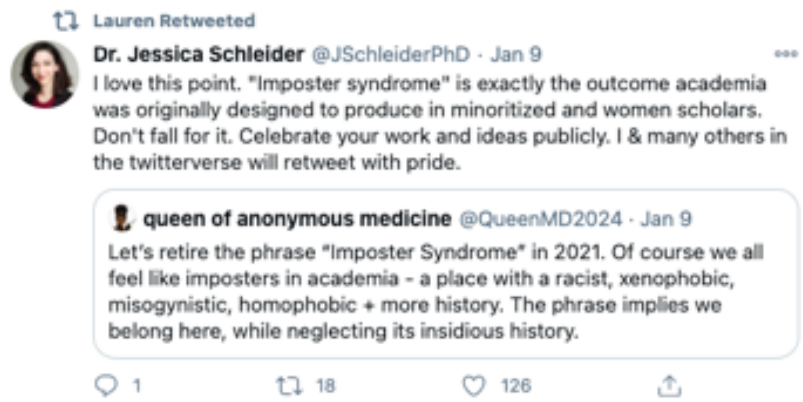 Lauren Retweeted
Dr. Jessica Schleider @JSchleiderPhD · Jan 9
I love this point. "Imposter syndrome" is exactly the outcome academia
was originally designed to produce in minoritized and women scholars.
Don't fall for it. Celebrate your work and ideas publicly. I & many others in
the twitterverse will retweet with pride.
queen of anonymous medicine @QueenMD2024 · Jan 9
Let's retire the phrase "Imposter Syndrome" in 2021. Of course we all
feel like imposters in academia - a place with a racist, xenophobic,
misogynistic, homophobic + more history. The phrase implies we
belong here, while neglecting its insidious history.
1 18 126